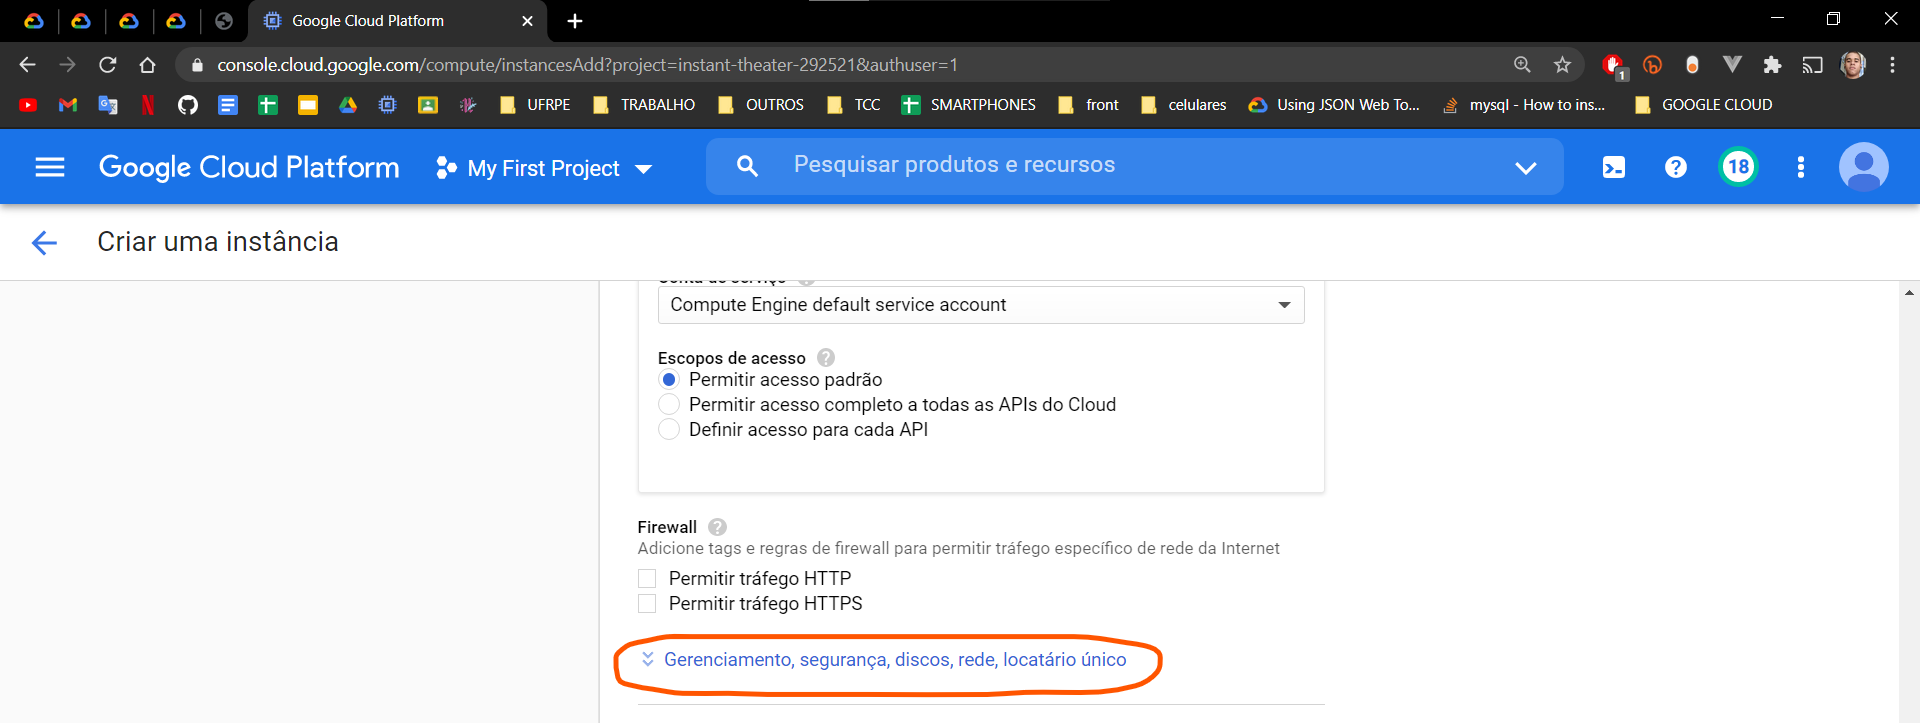 Google Cloud Platform
console.cloud.google.com/compute/instancesAdd?project=instant-theater-292521&authuser=1
1
UFRPE TRABALHO OUTROS TCC SMARTPHONES front celulares Using JSON Web To... mysql - How to ins... GOOGLE CLOUD
Google Cloud Platform My First Project Pesquisar produtos e recursos 18
Criar uma instância
Conta de serviço
Compute Engine default service account
Escopos de acesso
Permitir acesso padrão
Permitir acesso completo a todas as APIs do Cloud
Definir acesso para cada API
Firewall
Adicione tags e regras de firewall para permitir tráfego específico de rede da Internet
Permitir tráfego HTTP
Permitir tráfego HTTPS
Gerenciamento, segurança, discos, rede, locatário único